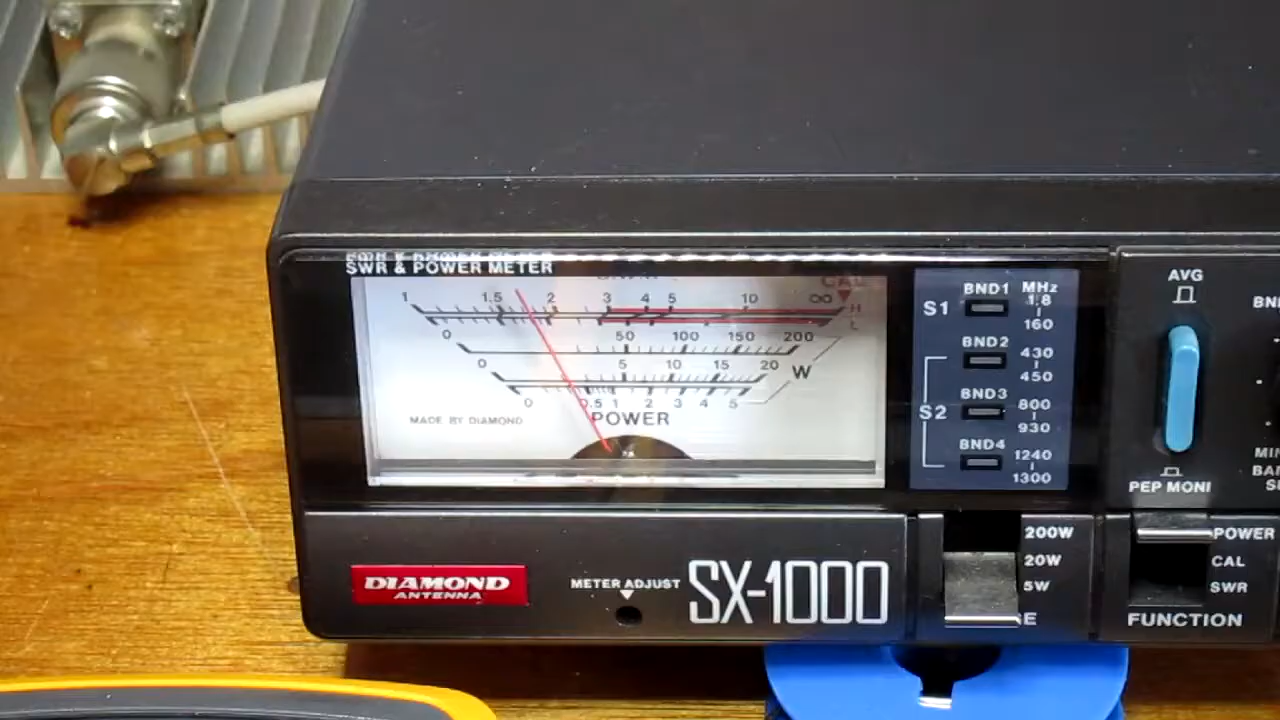 SWR & POWER METER
1 1.5 2 3 4 5 10 ∞
CAL
H
L
0 50 100 150 200
0 5 10 15 20
W
0 0.5 1 2 3 4 5
MADE BY DIAMOND
POWER
S1
BND1
MHz
1.8
160
BND2
430
450
S2
BND3
800
930
BND4
1240
1300
AVG
PEP MONI
DIAMOND
ANTENNA
METER ADJUST
SX-1000
200W
20W
5W
POWER
CAL
SWR
FUNCTION